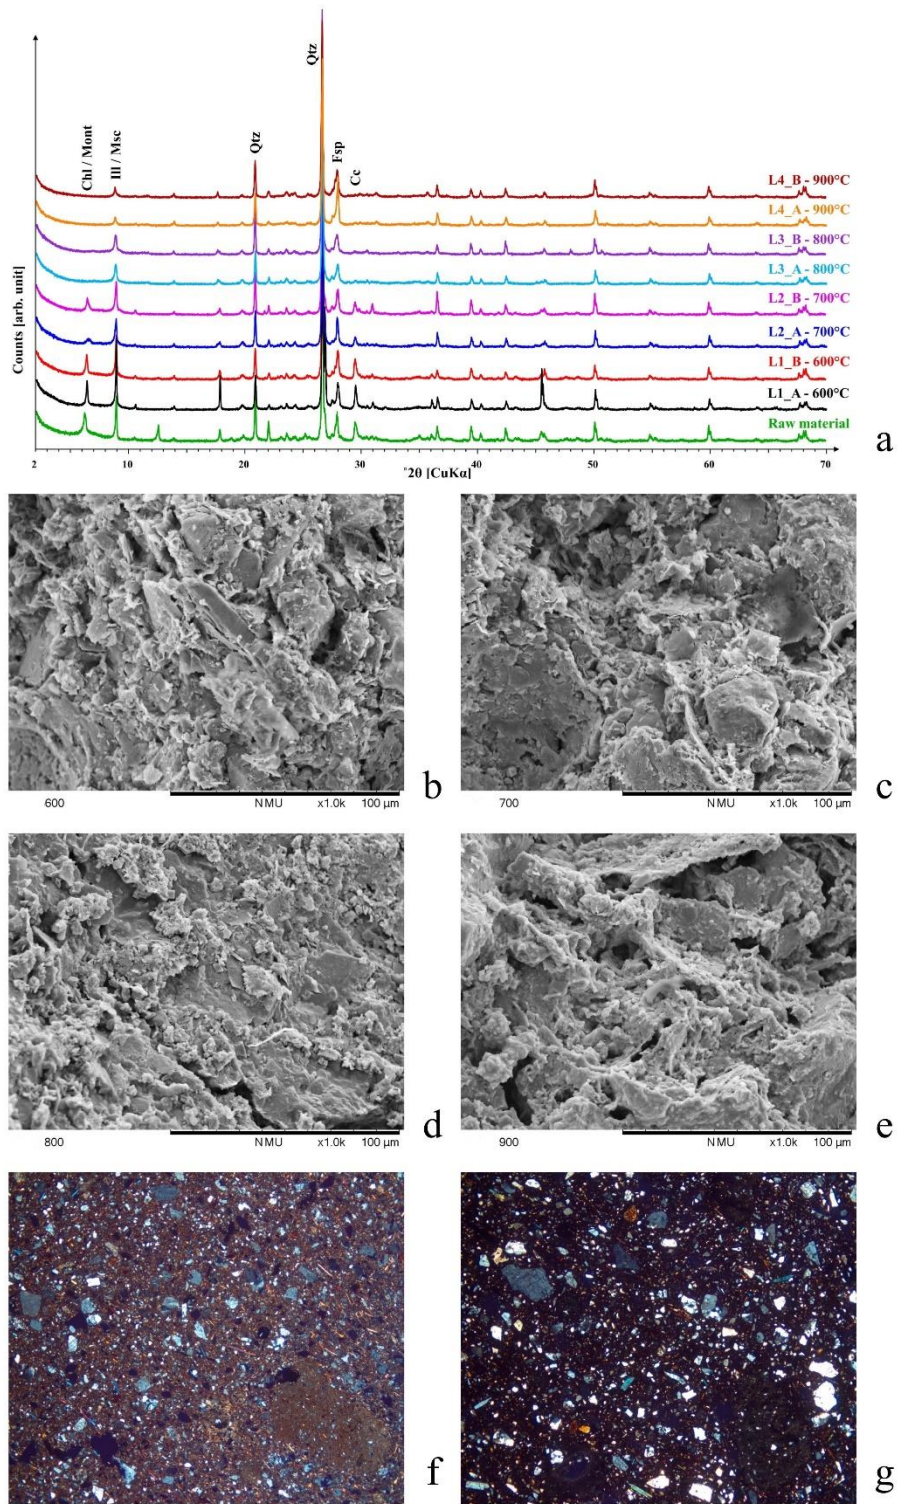 Chl / Mont
Ill / Msc
Qtz
Qtz
Fsp
Cc
Counts [arb. unit]
L4_B - 900°C
L4_A - 900°C
L3_B - 800°C
L3_A - 800°C
L2_B - 700°C
L2_A - 700°C
L1_B - 600°C
L1_A - 600°C
Raw material
2 10 20 30 40 50 60 70
°2θ [CuKα]
a
600 NMU x1.0k 100 µm
b
700 NMU x1.0k 100 µm
c
800 NMU x1.0k 100 µm
d
900 NMU x1.0k 100 µm
e
f
g